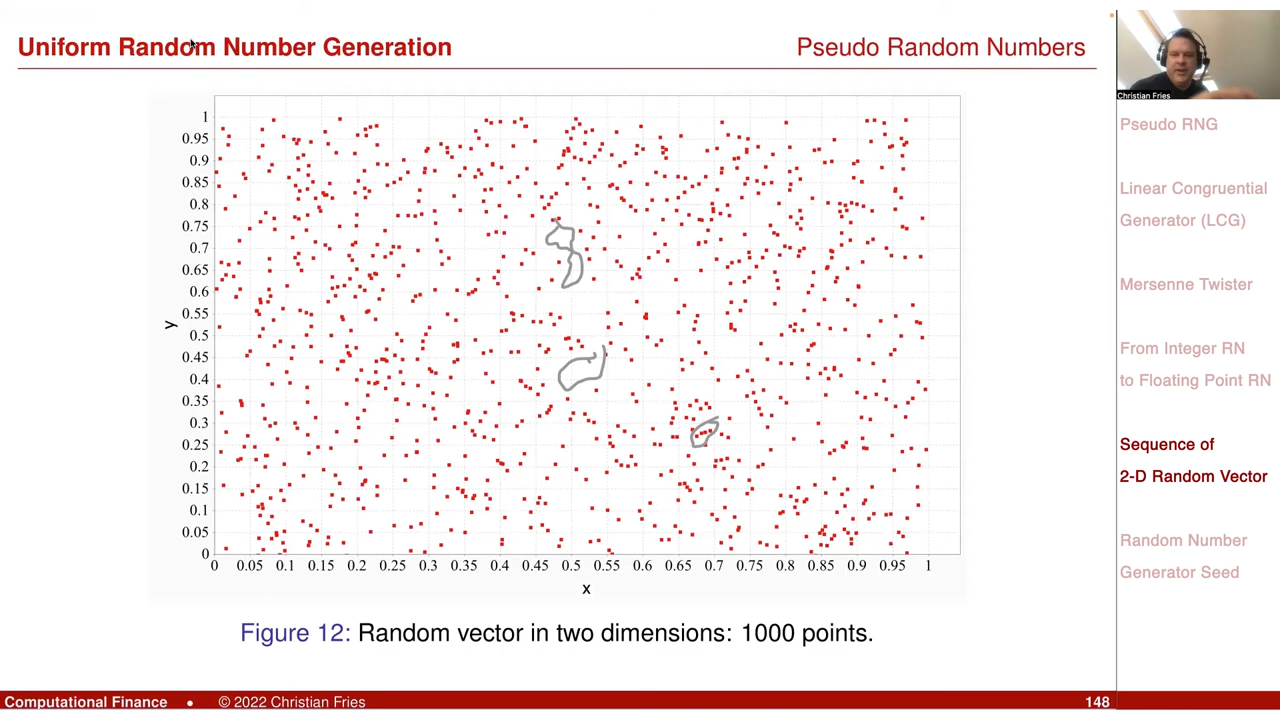 Uniform Random Number Generation
Pseudo Random Numbers
Christian Fries
Pseudo RNG
Linear Congruential
Generator (LCG)
Mersenne Twister
From Integer RN
to Floating Point RN
Sequence of
2-D Random Vector
Random Number
Generator Seed
y
1
0.95
0.9
0.85
0.8
0.75
0.7
0.65
0.6
0.55
0.5
0.45
0.4
0.35
0.3
0.25
0.2
0.15
0.1
0.05
0
0 0.05 0.1 0.15 0.2 0.25 0.3 0.35 0.4 0.45 0.5 0.55 0.6 0.65 0.7 0.75 0.8 0.85 0.9 0.95 1
x
Figure 12: Random vector in two dimensions: 1000 points.
Computational Finance • © 2022 Christian Fries 148